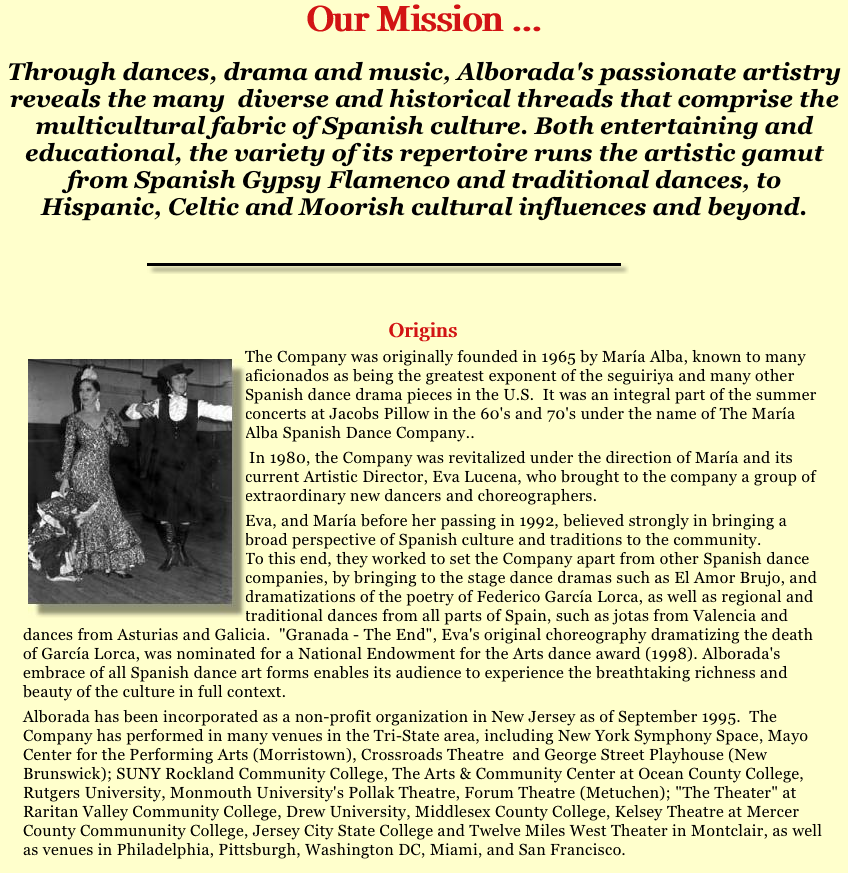 Our Mission ...
Through dances, drama and music, Alborada's passionate artistry
reveals the many  diverse and historical threads that comprise the
multicultural fabric of Spanish culture. Both entertaining and
educational, the variety of its repertoire runs the artistic gamut
from Spanish Gypsy Flamenco and traditional dances, to
Hispanic, Celtic and Moorish cultural influences and beyond.
Origins
The Company was originally founded in 1965 by María Alba, known to many
aficionados as being the greatest exponent of the seguiriya and many other
Spanish dance drama pieces in the U.S.  It was an integral part of the summer
concerts at Jacobs Pillow in the 60's and 70's under the name of The María
Alba Spanish Dance Company..
In 1980, the Company was revitalized under the direction of María and its
current Artistic Director, Eva Lucena, who brought to the company a group of
extraordinary new dancers and choreographers.
Eva, and María before her passing in 1992, believed strongly in bringing a
broad perspective of Spanish culture and traditions to the community.
To this end, they worked to set the Company apart from other Spanish dance
companies, by bringing to the stage dance dramas such as El Amor Brujo, and
dramatizations of the poetry of Federico García Lorca, as well as regional and
traditional dances from all parts of Spain, such as jotas from Valencia and
dances from Asturias and Galicia.  "Granada - The End", Eva's original choreography dramatizing the death
of García Lorca, was nominated for a National Endowment for the Arts dance award (1998). Alborada's
embrace of all Spanish dance art forms enables its audience to experience the breathtaking richness and
beauty of the culture in full context.
Alborada has been incorporated as a non-profit organization in New Jersey as of September 1995.  The
Company has performed in many venues in the Tri-State area, including New York Symphony Space, Mayo
Center for the Performing Arts (Morristown), Crossroads Theatre  and George Street Playhouse (New
Brunswick); SUNY Rockland Community College, The Arts & Community Center at Ocean County College,
Rutgers University, Monmouth University's Pollak Theatre, Forum Theatre (Metuchen); "The Theater" at
Raritan Valley Community College, Drew University, Middlesex County College, Kelsey Theatre at Mercer
County Commununity College, Jersey City State College and Twelve Miles West Theater in Montclair, as well
as venues in Philadelphia, Pittsburgh, Washington DC, Miami, and San Francisco.